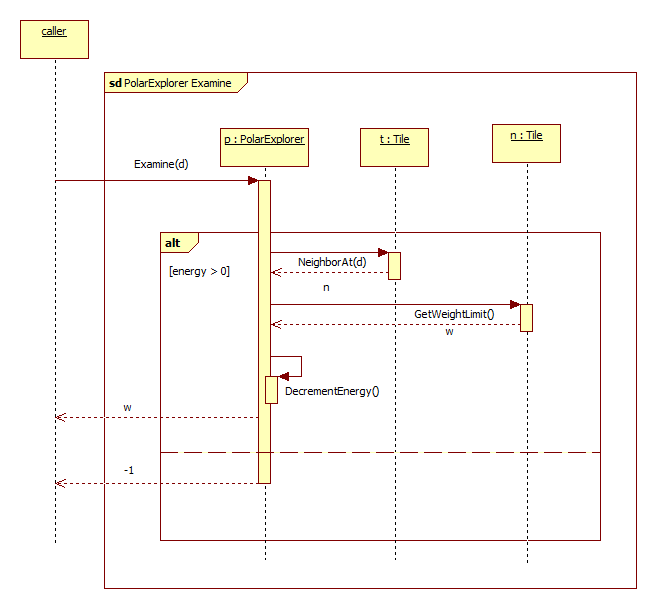 caller
sd PolarExplorer Examine
p : PolarExplorer
t : Tile
n : Tile
Examine(d)
alt
[energy > 0]
NeighborAt(d)
n
GetWeightLimit()
w
DecrementEnergy()
w
-1